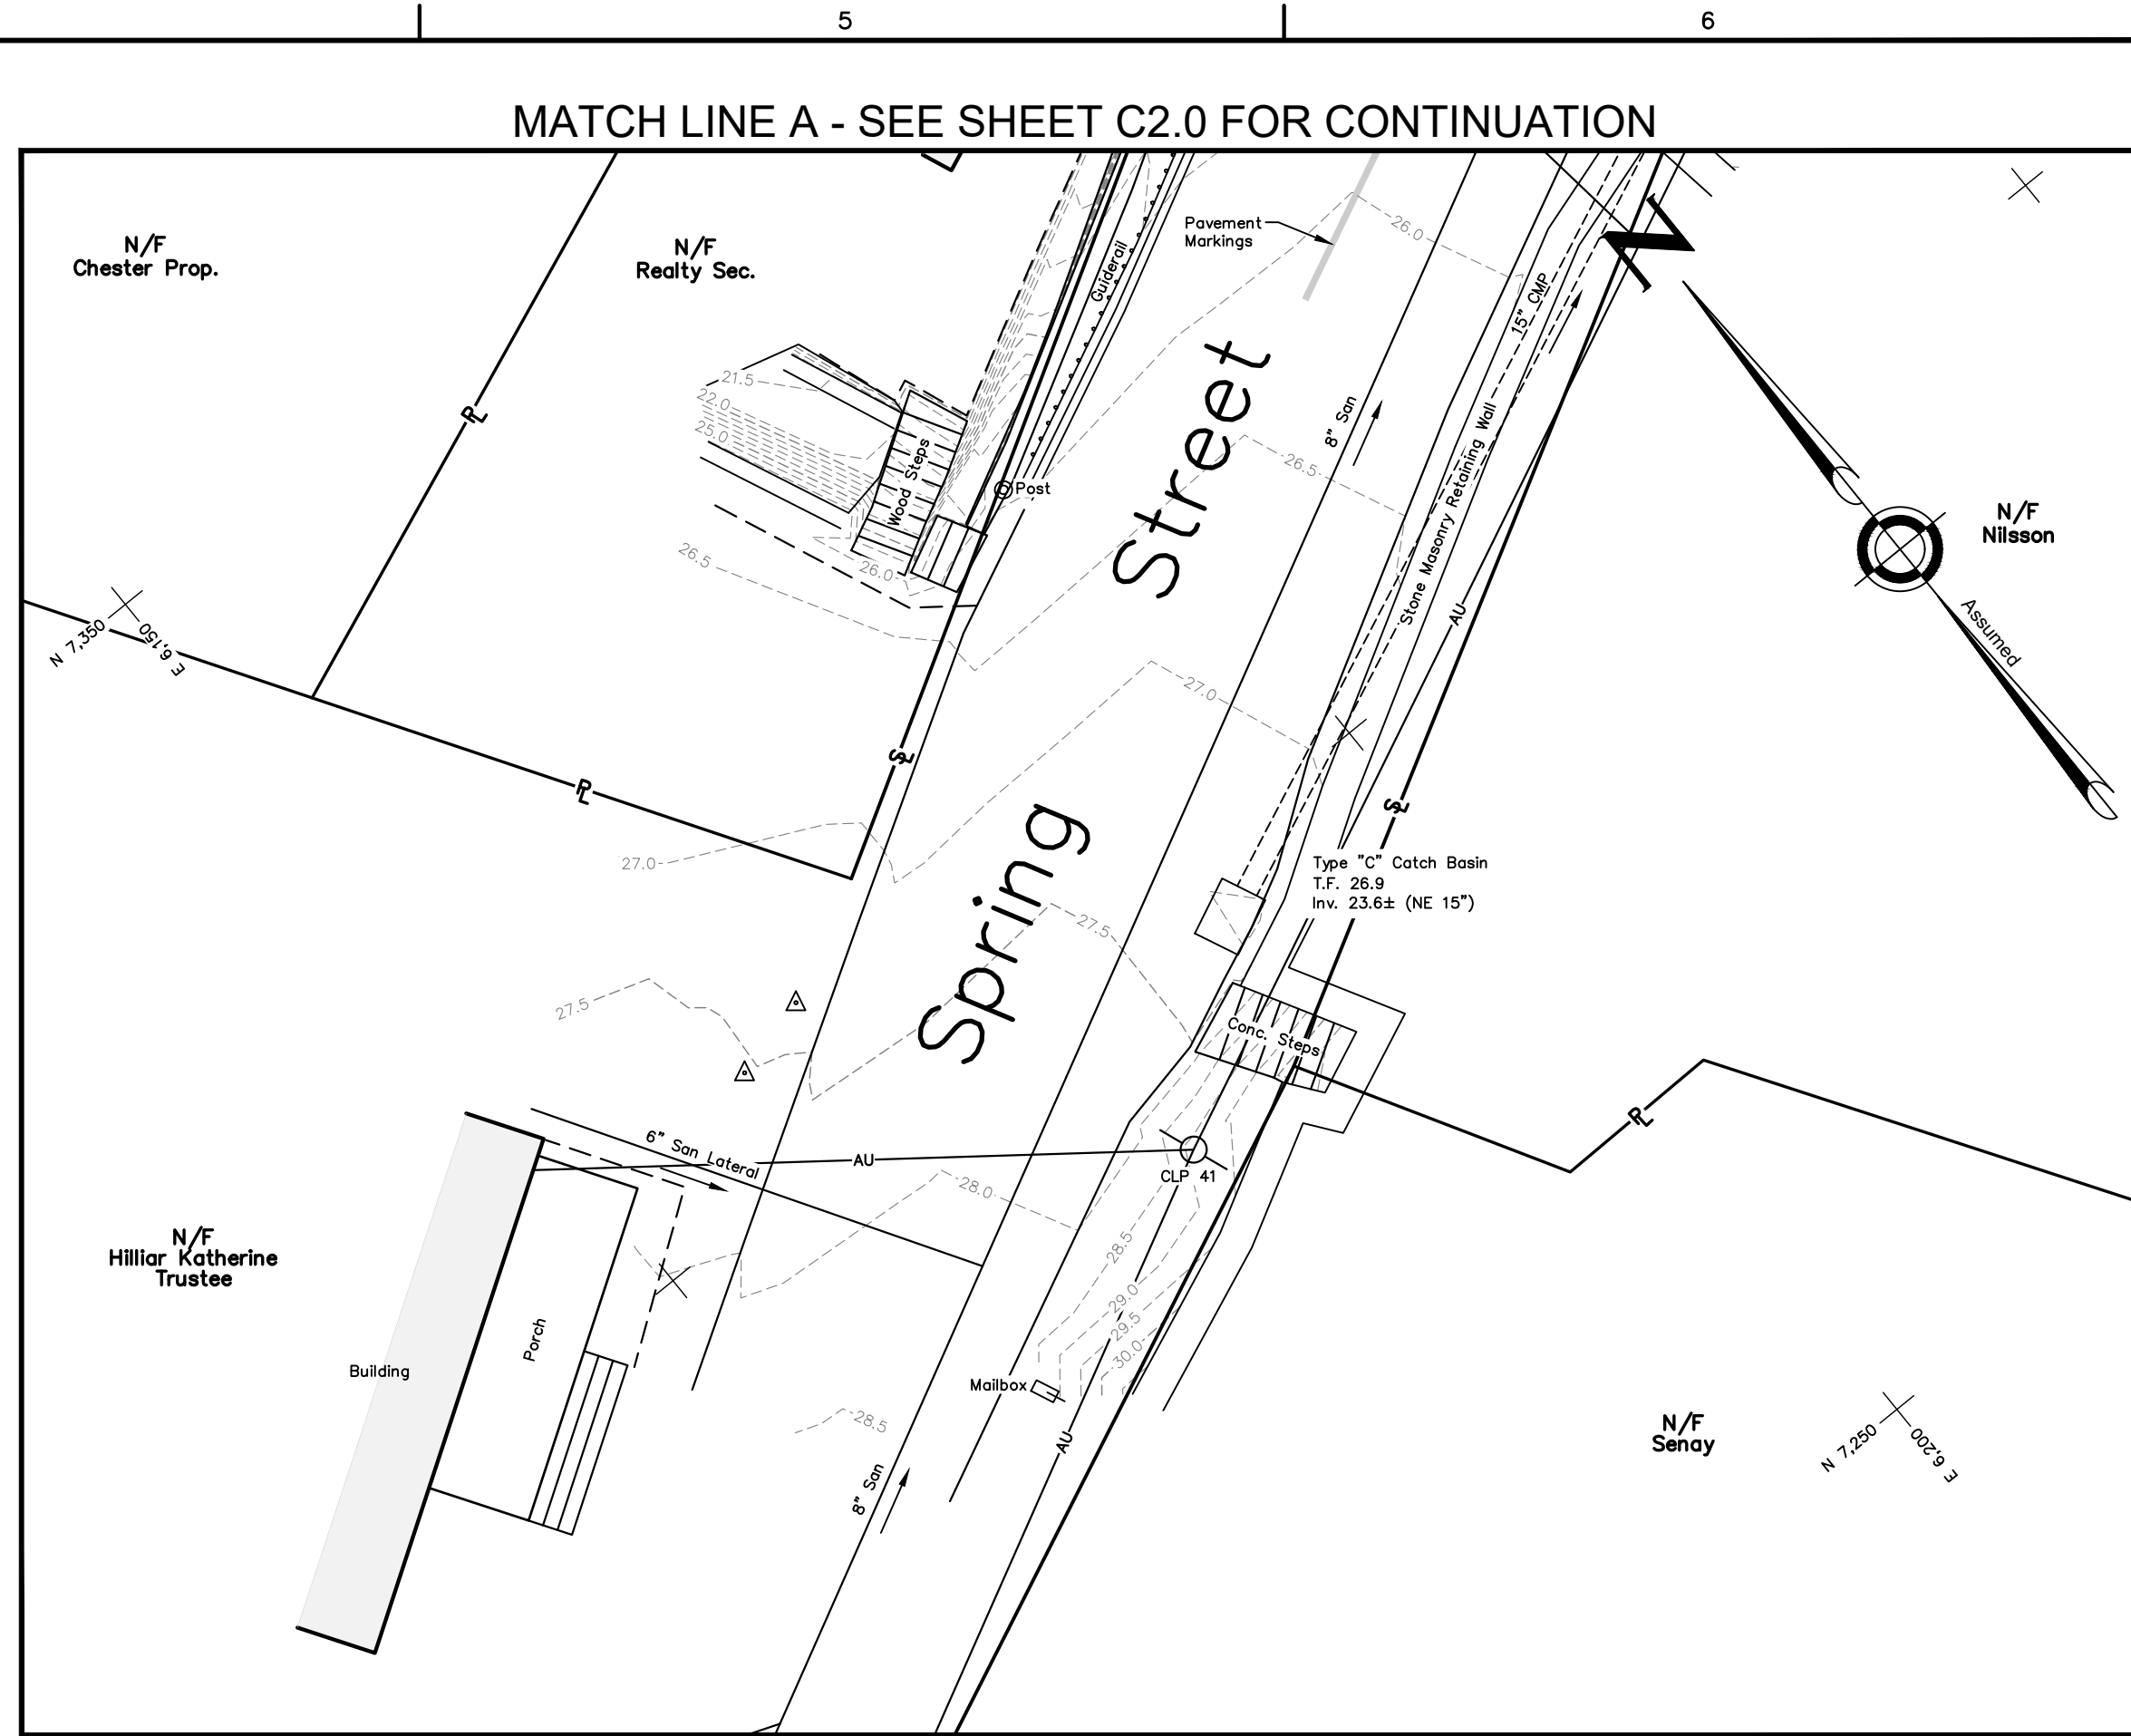 5
6
MATCH LINE A - SEE SHEET C2.0 FOR CONTINUATION
N/F
Chester Prop.
N/F
Realty Sec.
Pavement
Markings
26.0
Guiderail
15" CMP
N
21.5
22.0
25.0
Wood Steps
Post
Street
8" San
26.5
Stone Masonry Retaining Wall
N/F
Nilsson
Assumed
26.5
26.0
AU
N 7,350
E 6,150
27.0
SL
PL
PL
SL
27.0
Spring
Type "C" Catch Basin
T.F. 26.9
Inv. 23.6± (NE 15")
27.5
27.5
Conc. Steps
PL
6" San Lateral
AU
CLP 41
28.0
N/F
Hilliar Katherine
Trustee
28.5
29.0
29.5
30.0
Porch
Building
Mailbox
28.5
AU
8" San
N/F
Senay
N 7,250
E 6,200